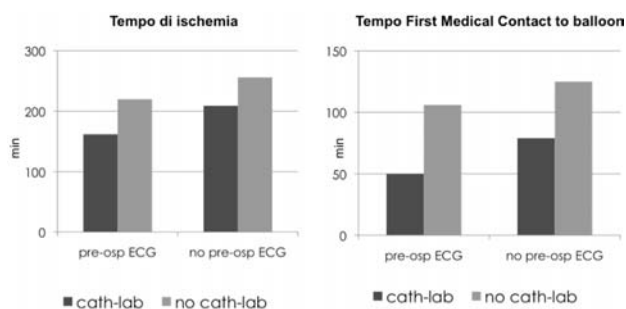 Tempo di ischemia
300
200
100
0
min
pre-osp ECG no pre-osp ECG
cath-lab no cath-lab
Tempo First Medical Contact to balloon
150
100
50
0
min
pre-osp ECG no pre-osp ECG
cath-lab no cath-lab